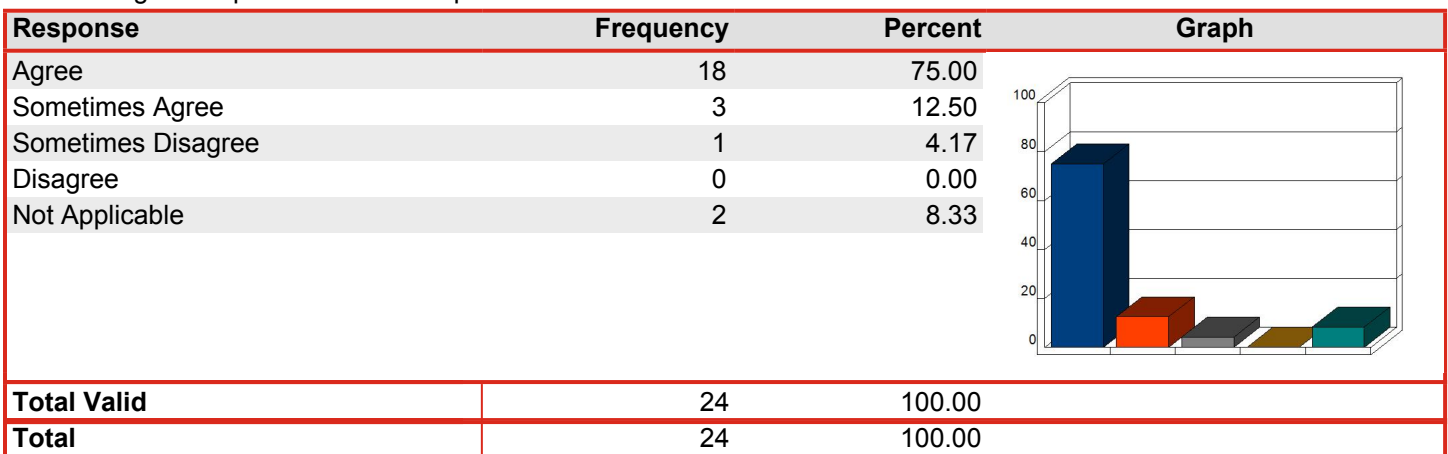 Response Frequency Percent Graph
Agree 18 75.00
Sometimes Agree 3 12.50
Sometimes Disagree 1 4.17
Disagree 0 0.00
Not Applicable 2 8.33
100
80
60
40
20
0
Total Valid 24 100.00
Total 24 100.00